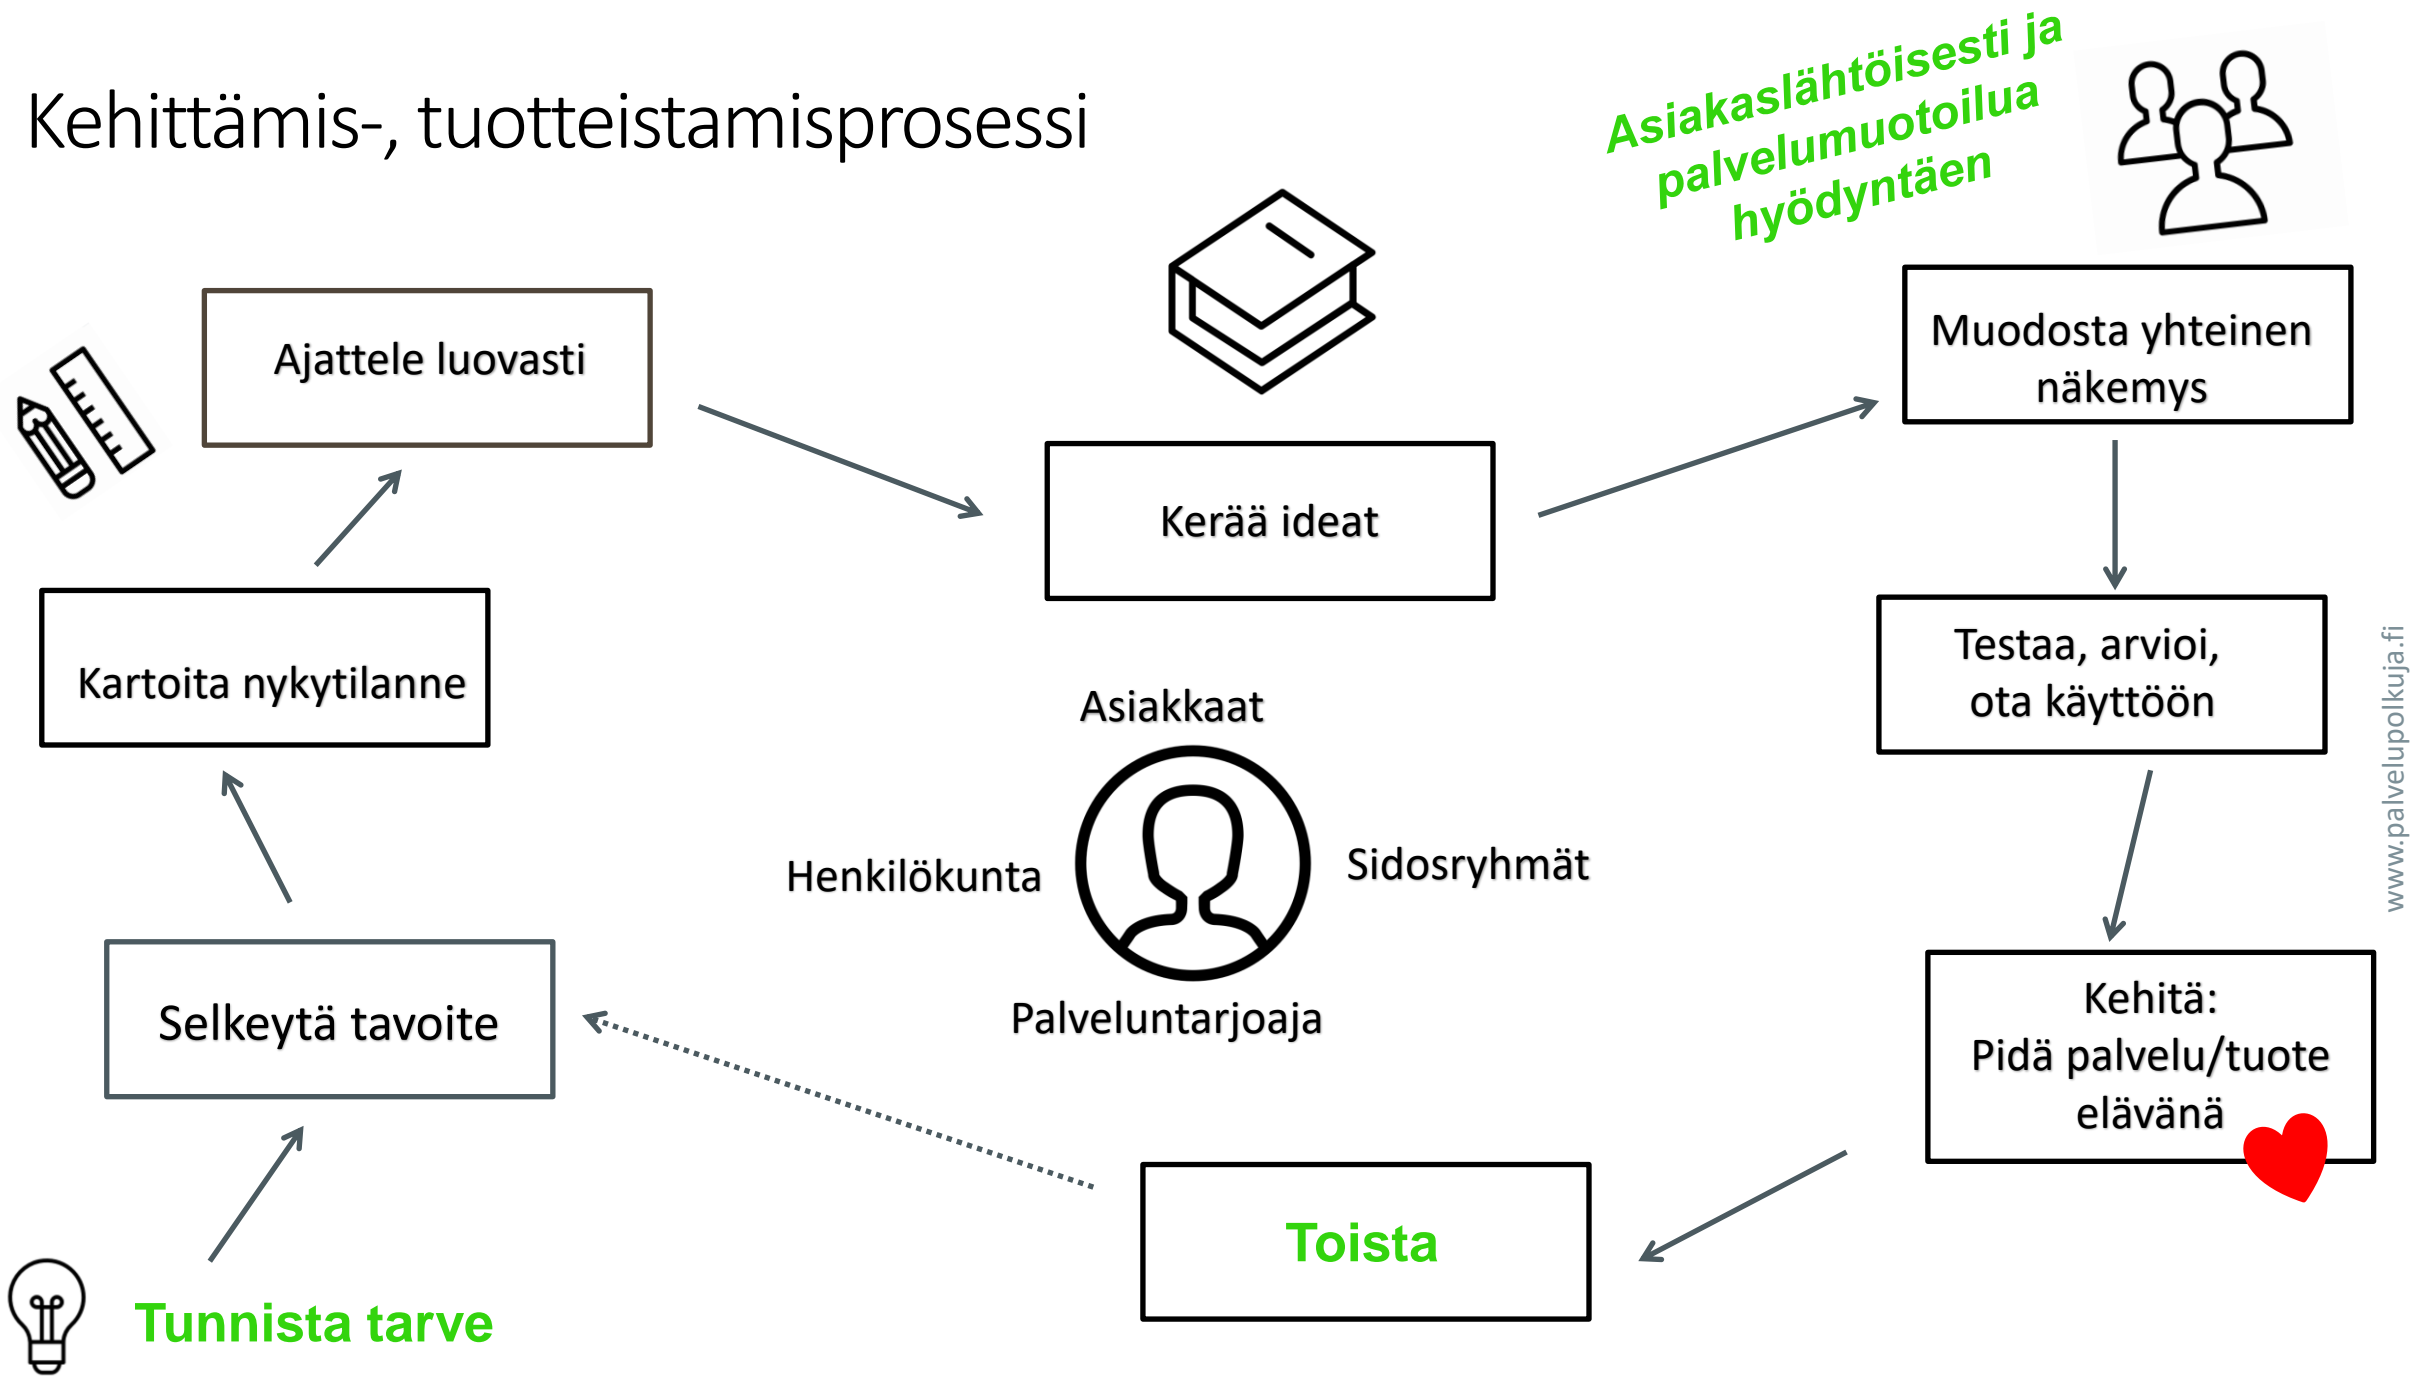 Kehittämis-, tuotteistamisprosessi
Asiakaslähtöisesti ja
palvelumuotoilua
hyödyntäen
Ajattele luovasti
Kerää ideat
Muodosta yhteinen
näkemys
Kartoita nykytilanne
Testaa, arvioi,
ota käyttöön
Asiakkaat
Henkilökunta
Sidosryhmät
Palveluntarjoaja
Selkeytä tavoite
Kehitä:
Pidä palvelu/tuote
elävänä
Toista
Tunnista tarve
www.palvelupolkuja.fi